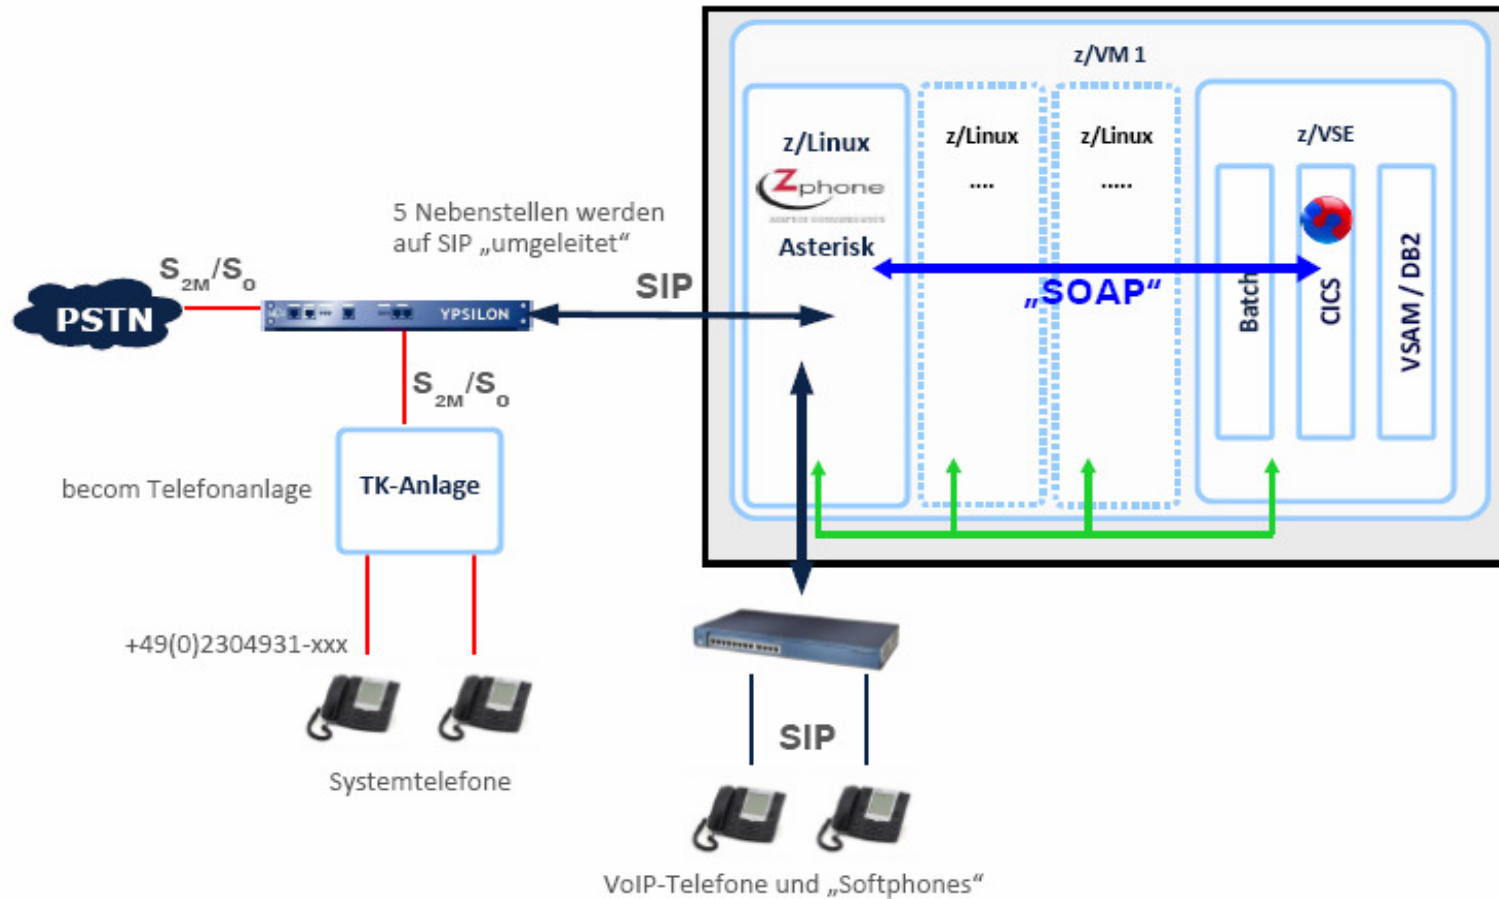 z/VM 1
z/Linux
Zphone
Asterisk
z/Linux
....
z/Linux
.....
z/VSE
Batch
CICS
VSAM / DB2
„SOAP“
5 Nebenstellen werden
auf SIP „umgeleitet“
SIP
S2M/S0
PSTN
YPSILON
S2M/S0
becom Telefonanlage
TK-Anlage
+49(0)2304931-xxx
Systemtelefone
SIP
VoIP-Telefone und „Softphones“